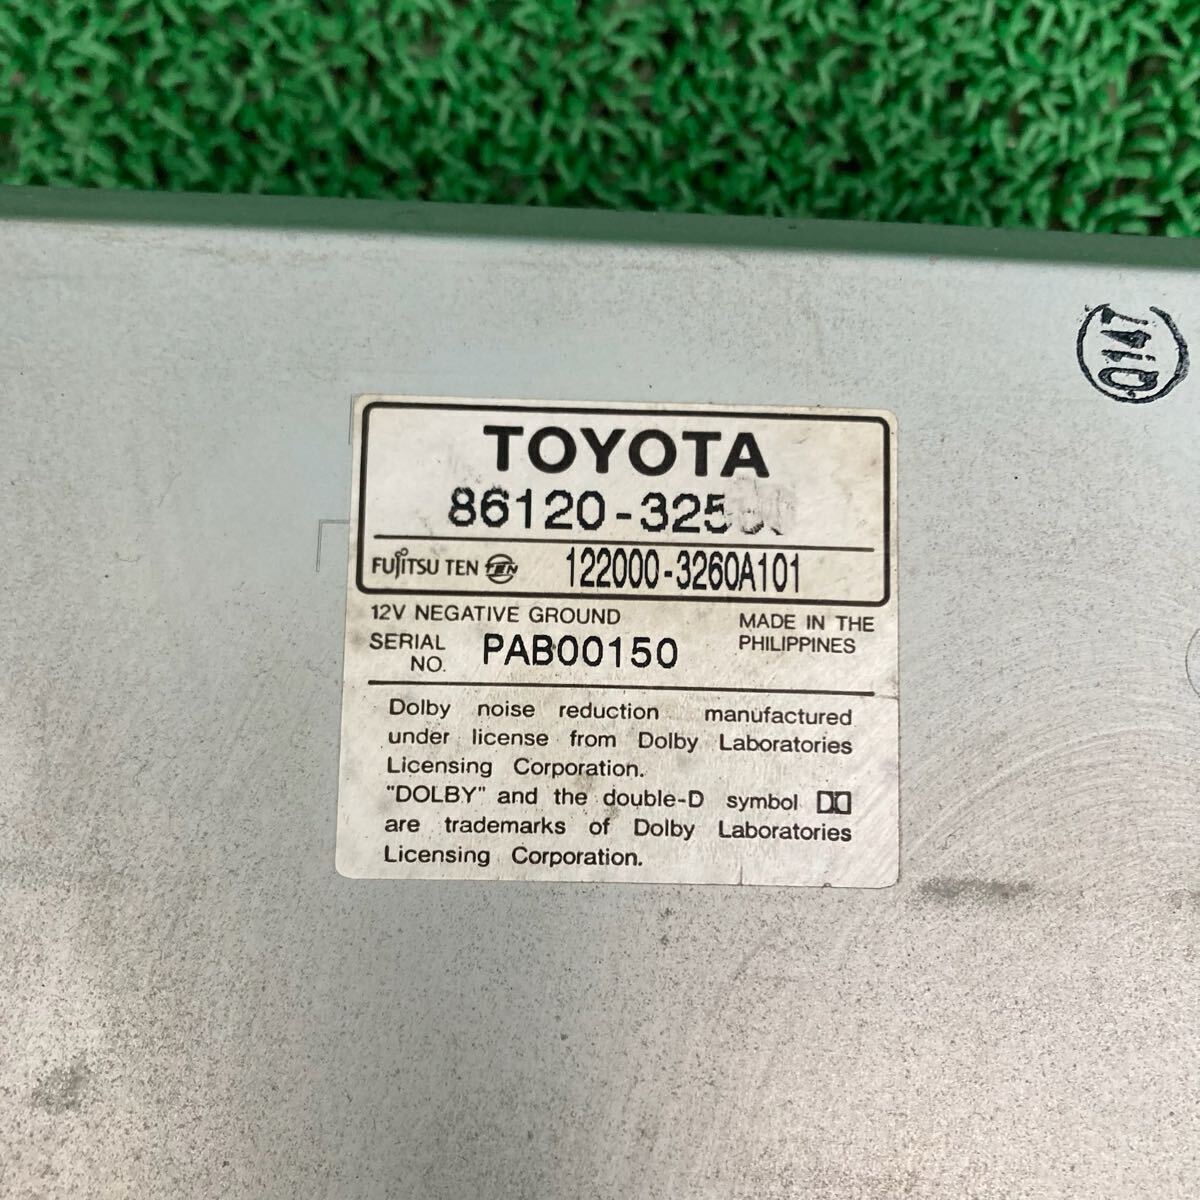 Q147
TOYOTA
FUJITSU TEN TEN 122000-3260A101
12V NEGATIVE GROUND
MADE IN THE
PHILIPPINES
SERIAL
NO. PAB00150
Dolby noise reduction manufactured
under license from Dolby Laboratories
Licensing Corporation.
"DOLBY" and the double-D symbol
are trademarks of Dolby Laboratories
Licensing Corporation.